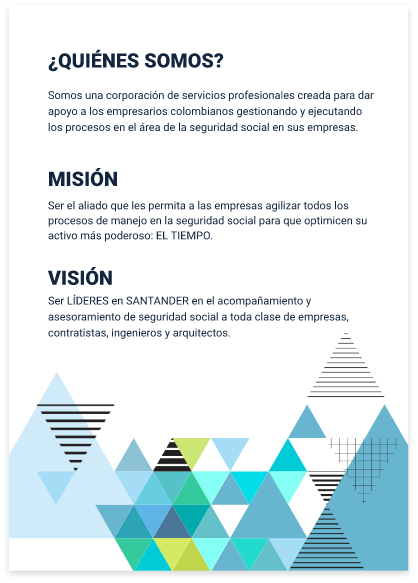 ¿QUIÉNES SOMOS?
Somos una corporación de servicios profesionales creada para dar
apoyo a los empresarios colombianos gestionando y ejecutando
los procesos en el área de la seguridad social en sus empresas.
MISIÓN
Ser el aliado que les permita a las empresas agilizar todos los
procesos de manejo en la seguridad social para que optimicen su
activo más poderoso: EL TIEMPO.
VISIÓN
Ser LÍDERES en SANTANDER en el acompañamiento y
asesoramiento de seguridad social a toda clase de empresas,
contratistas, ingenieros y arquitectos.